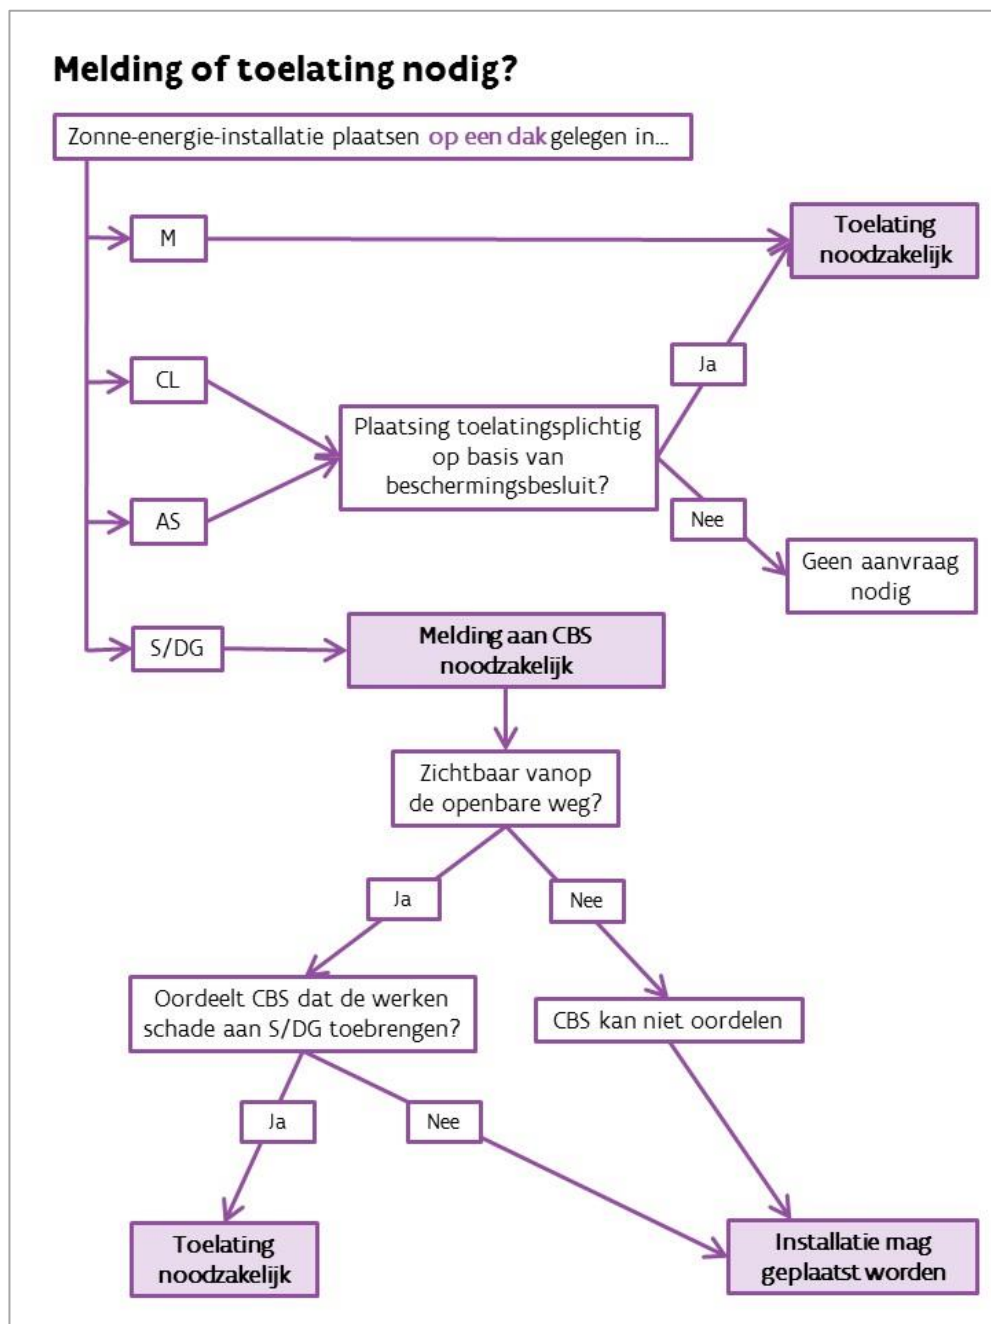 Melding of toelating nodig?
Zonne-energie-installatie plaatsen op een dak gelegen in...
M
Toelating
noodzakelijk
Ja
CL
Plaatsing toelatingsplichtig
op basis van
beschermingsbesluit?
AS
Nee
Geen aanvraag
nodig
S/DG
Melding aan CBS
noodzakelijk
Zichtbaar vanop
de openbare weg?
Ja
Nee
Oordeelt CBS dat de werken
schade aan S/DG toebrengen?
CBS kan niet oordelen
Ja
Nee
Toelating
noodzakelijk
Installatie mag
geplaatst worden